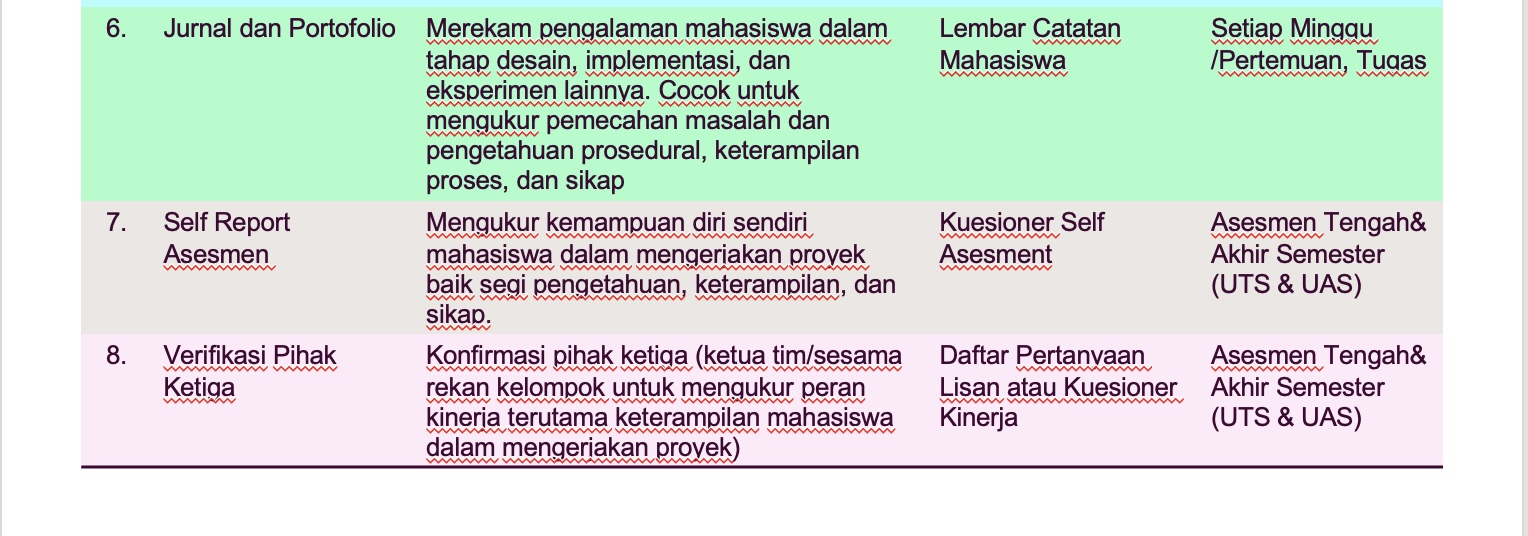 6. Jurnal dan Portofolio Merekam pengalaman mahasiswa dalam Lembar Catatan Setiap Minggu
tahap desain, implementasi, dan Mahasiswa /Pertemuan, Tugas
eksperimen lainnya. Cocok untuk
mengukur pemecahan masalah dan
pengetahuan prosedural, keterampilan
proses, dan sikap
7. Self Report Mengukur kemampuan diri sendiri Kuesioner Self Asesmen Tengah&
Asesmen mahasiswa dalam mengerjakan proyek Asesment Akhir Semester
baik segi pengetahuan, keterampilan, dan (UTS & UAS)
sikap.
8. Verifikasi Pihak Konfirmasi pihak ketiga (ketua tim/sesama Daftar Pertanyaan Asesmen Tengah&
Ketiga rekan kelompok untuk mengukur peran Lisan atau Kuesioner Akhir Semester
kinerja terutama keterampilan mahasiswa Kinerja (UTS & UAS)
dalam mengerjakan proyek)